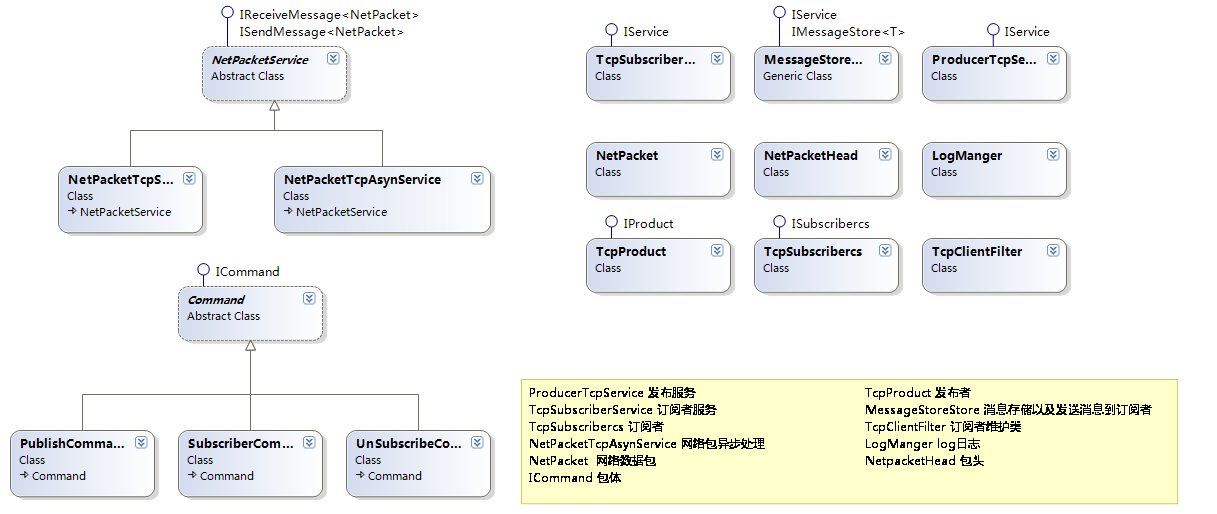 IReceiveMessage<NetPacket>
ISendMessage<NetPacket>
NetPacketService
Abstract Class
NetPacketTcpS...
Class
NetPacketService
NetPacketTcpAsynService
Class
NetPacketService
ICommand
Command
Abstract Class
PublishComma...
Class
Command
SubscriberCom...
Class
Command
UnSubscribeCo...
Class
Command
IService
TcpSubscriber...
Class
IService
IMessageStore<T>
MessageStore...
Generic Class
IService
ProducerTcpSe...
Class
NetPacket
Class
NetPacketHead
Class
LogManger
Class
IProduct
TcpProduct
Class
ISubscribercs
TcpSubscribercs
Class
TcpClientFilter
Class
ProducerTcpService 发布服务
TcpSubscriberService 订阅者服务
TcpSubscribercs 订阅者
NetPacketTcpAsynService 网络包异步处理
NetPacket 网络数据包
ICommand 包体
TcpProduct 发布者
MessageStoreStore 消息存储以及发送消息到订阅者
TcpClientFilter 订阅者维护类
LogManger log日志
NetpacketHead 包头